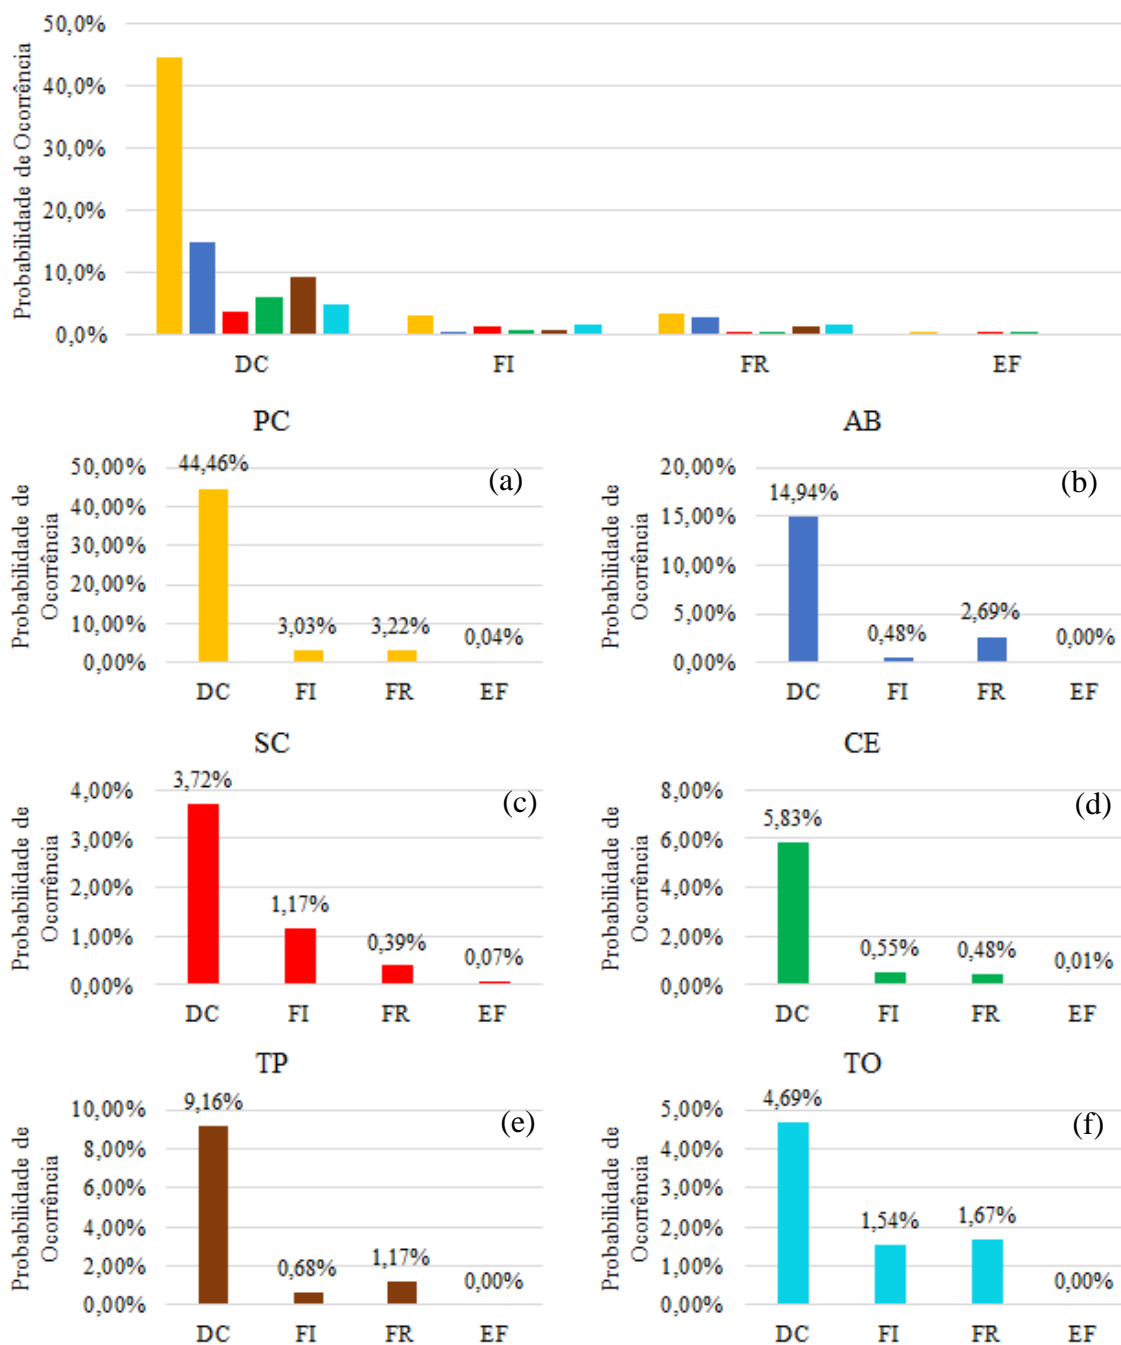 Probabilidade de Ocorrência
50,0%
40,0%
30,0%
20,0%
10,0%
0,0%
DC FI FR EF
PC
(a)
Probabilidade de
Ocorrência
50,00%
40,00%
30,00%
20,00%
10,00%
0,00%
44,46%
3,03%
3,22%
0,04%
DC FI FR EF
AB
(b)
Probabilidade de
Ocorrência
20,00%
15,00%
10,00%
5,00%
0,00%
14,94%
0,48%
2,69%
0,00%
DC FI FR EF
SC
(c)
Probabilidade de
Ocorrência
4,00%
3,00%
2,00%
1,00%
0,00%
3,72%
1,17%
0,39%
0,07%
DC FI FR EF
CE
(d)
Probabilidade de
Ocorrência
8,00%
6,00%
4,00%
2,00%
0,00%
5,83%
0,55%
0,48%
0,01%
DC FI FR EF
TP
(e)
Probabilidade de
Ocorrência
10,00%
8,00%
6,00%
4,00%
2,00%
0,00%
9,16%
0,68%
1,17%
0,00%
DC FI FR EF
TO
(f)
Probabilidade de
Ocorrência
5,00%
4,00%
3,00%
2,00%
1,00%
0,00%
4,69%
1,54%
1,67%
0,00%
DC FI FR EF